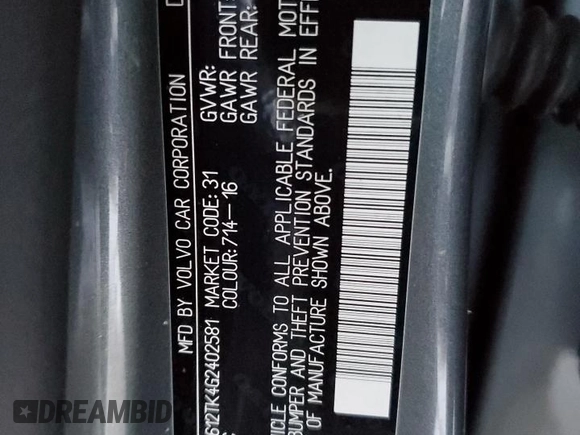 MFD BY VOLVO CAR CORPORATION
612TK4G2402581 MARKET CODE: 31
COLOUR: 714-16
GVWR:
GAWR FRONT:
GAWR REAR:
HICLE CONFORMS TO ALL APPLICABLE FEDERAL MOT
BUMPER AND THEFT PREVENTION STANDARDS IN EFF
OF MANUFACTURE SHOWN ABOVE.
DREAMBID